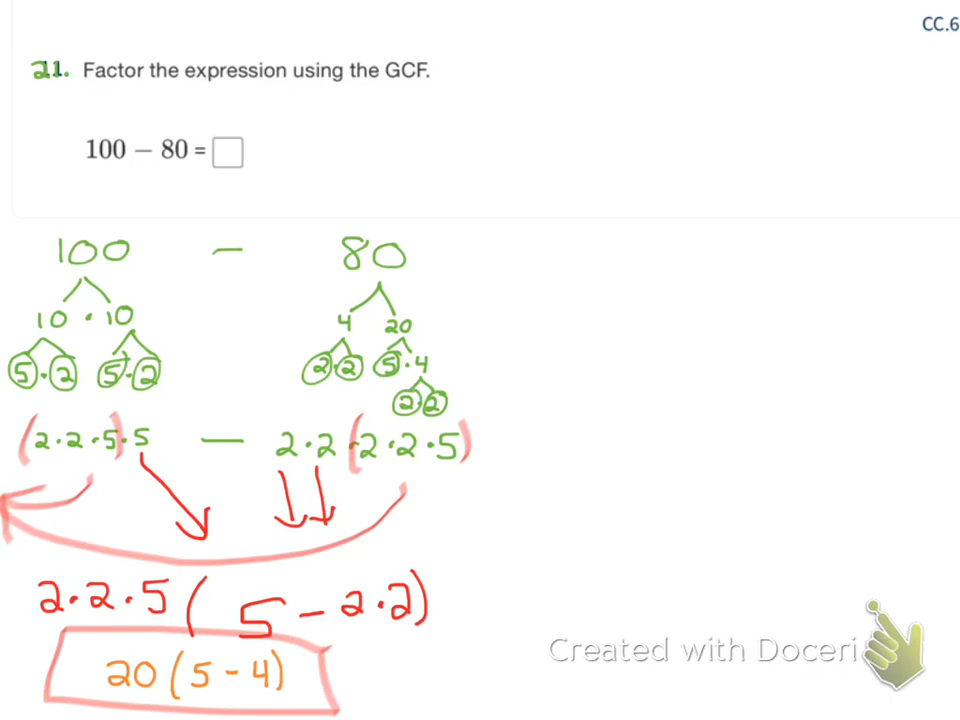 CC.6
21. Factor the expression using the GCF.
100 − 80 =
100 − 80
10 · 10 4 20
5 · 2 5 · 2 2 · 2 5 · 4
2 · 2
(2 · 2 · 5) · 5 − 2 · 2 (· 2 · 2 · 5)
2 · 2 · 5 ( 5 − 2 · 2 )
20 ( 5 − 4 )
Created with Doceri